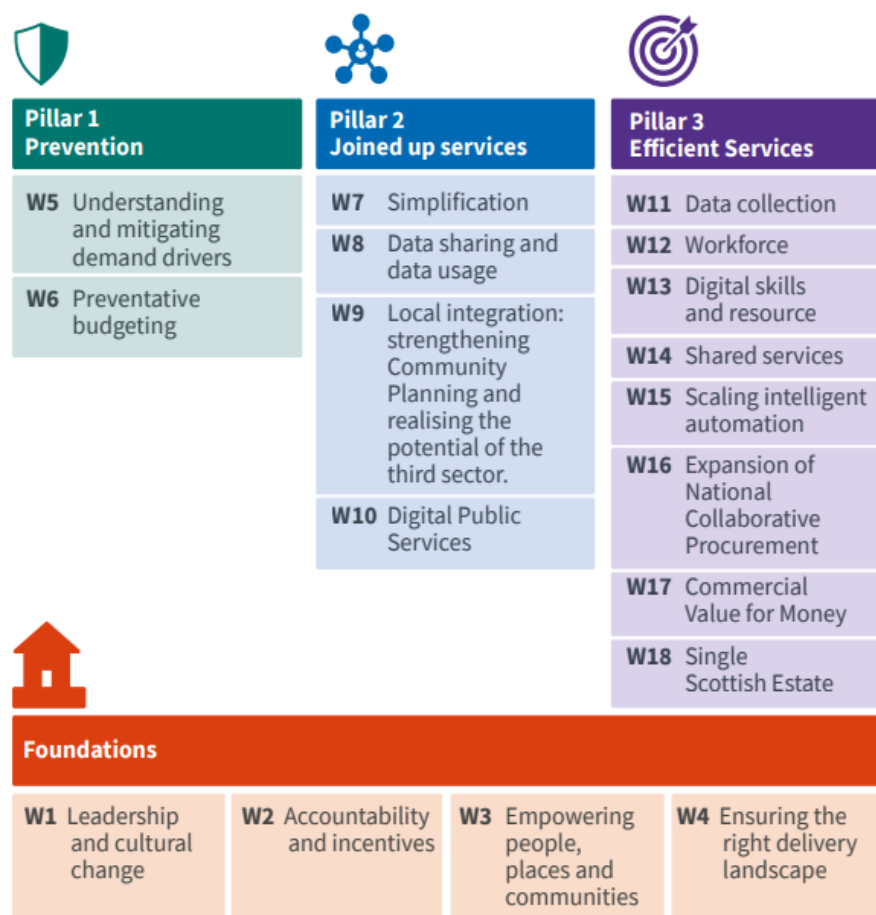 Pillar 1
Prevention
W5 Understanding
and mitigating
demand drivers
W6 Preventative
budgeting
Pillar 2
Joined up services
W7 Simplification
W8 Data sharing and
data usage
W9 Local integration:
strengthening
Community
Planning and
realising the
potential of the
third sector.
W10 Digital Public
Services
Pillar 3
Efficient Services
W11 Data collection
W12 Workforce
W13 Digital skills
and resource
W14 Shared services
W15 Scaling intelligent
automation
W16 Expansion of
National
Collaborative
Procurement
W17 Commercial
Value for Money
W18 Single
Scottish Estate
Foundations
W1 Leadership
and cultural
change
W2 Accountability
and incentives
W3 Empowering
people,
places and
communities
W4 Ensuring the
right delivery
landscape